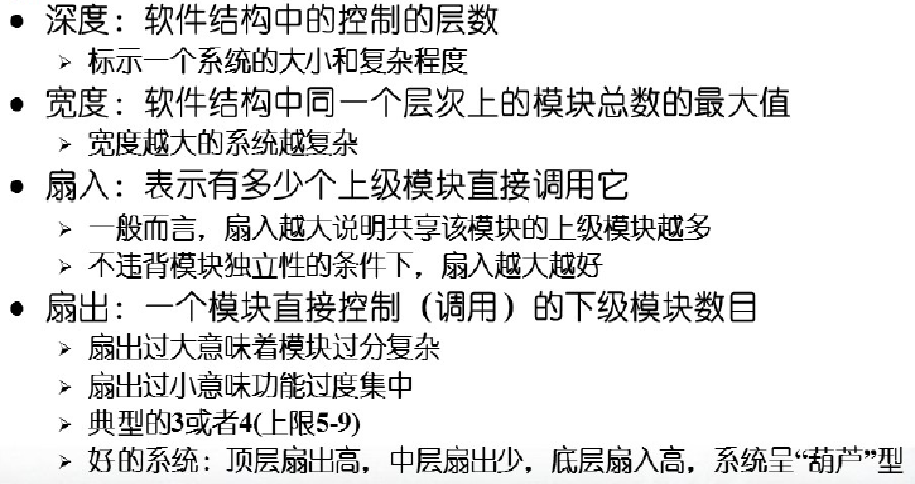 ● 深度：软件结构中的控制的层数
➢ 标示一个系统的大小和复杂程度
● 宽度：软件结构中同一个层次上的模块总数的最大值
➢ 宽度越大的系统越复杂
● 扇入：表示有多少个上级模块直接调用它
➢ 一般而言，扇入越大说明共享该模块的上级模块越多
➢ 不违背模块独立性的条件下，扇入越大越好
● 扇出：一个模块直接控制（调用）的下级模块数目
➢ 扇出过大意味着模块过分复杂
➢ 扇出过小意味功能过度集中
➢ 典型的3或者4(上限5-9)
➢ 好的系统：顶层扇出高，中层扇出少，底层扇入高，系统呈“葫芦”型